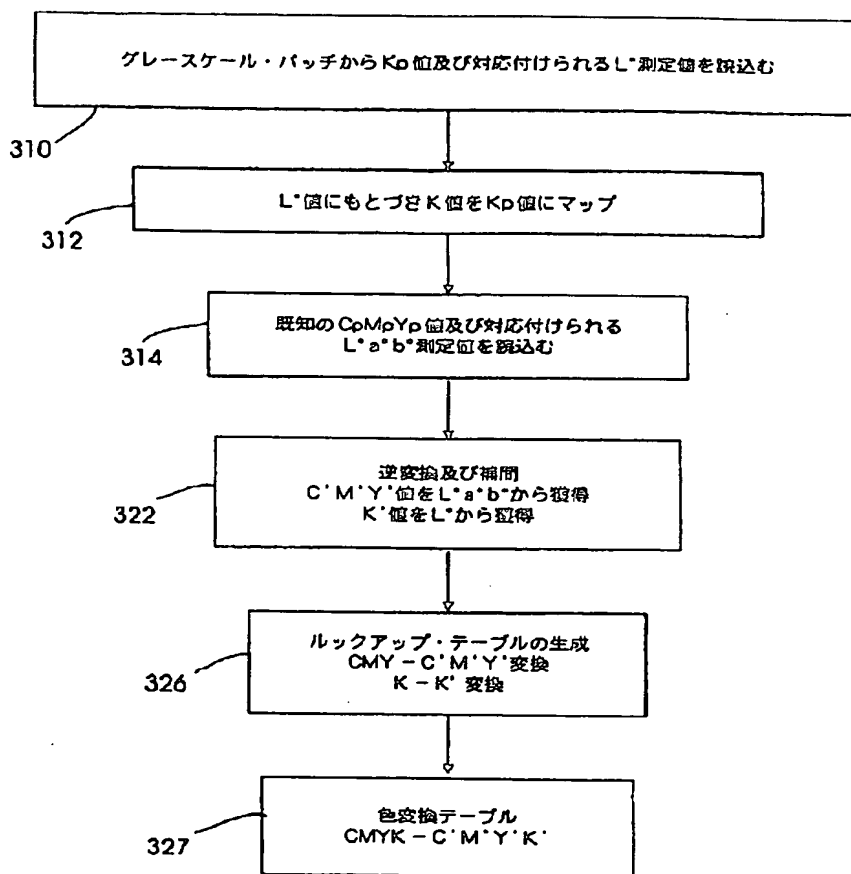 グレースケール・パッチからKp値及び対応付けられるL*測定値を読込む
310
L*値にもとづきK値をKp値にマップ
312
既知のCpMpYp値及び対応付けられる
L*a*b*測定値を読込む
314
逆変換及び補間
C'M'Y'値をL*a*b*から獲得
K'値をL*から獲得
322
ルックアップ・テーブルの生成
CMY－C'M'Y'変換
K－K'変換
326
色変換テーブル
CMYK－C'M'Y'K'
327